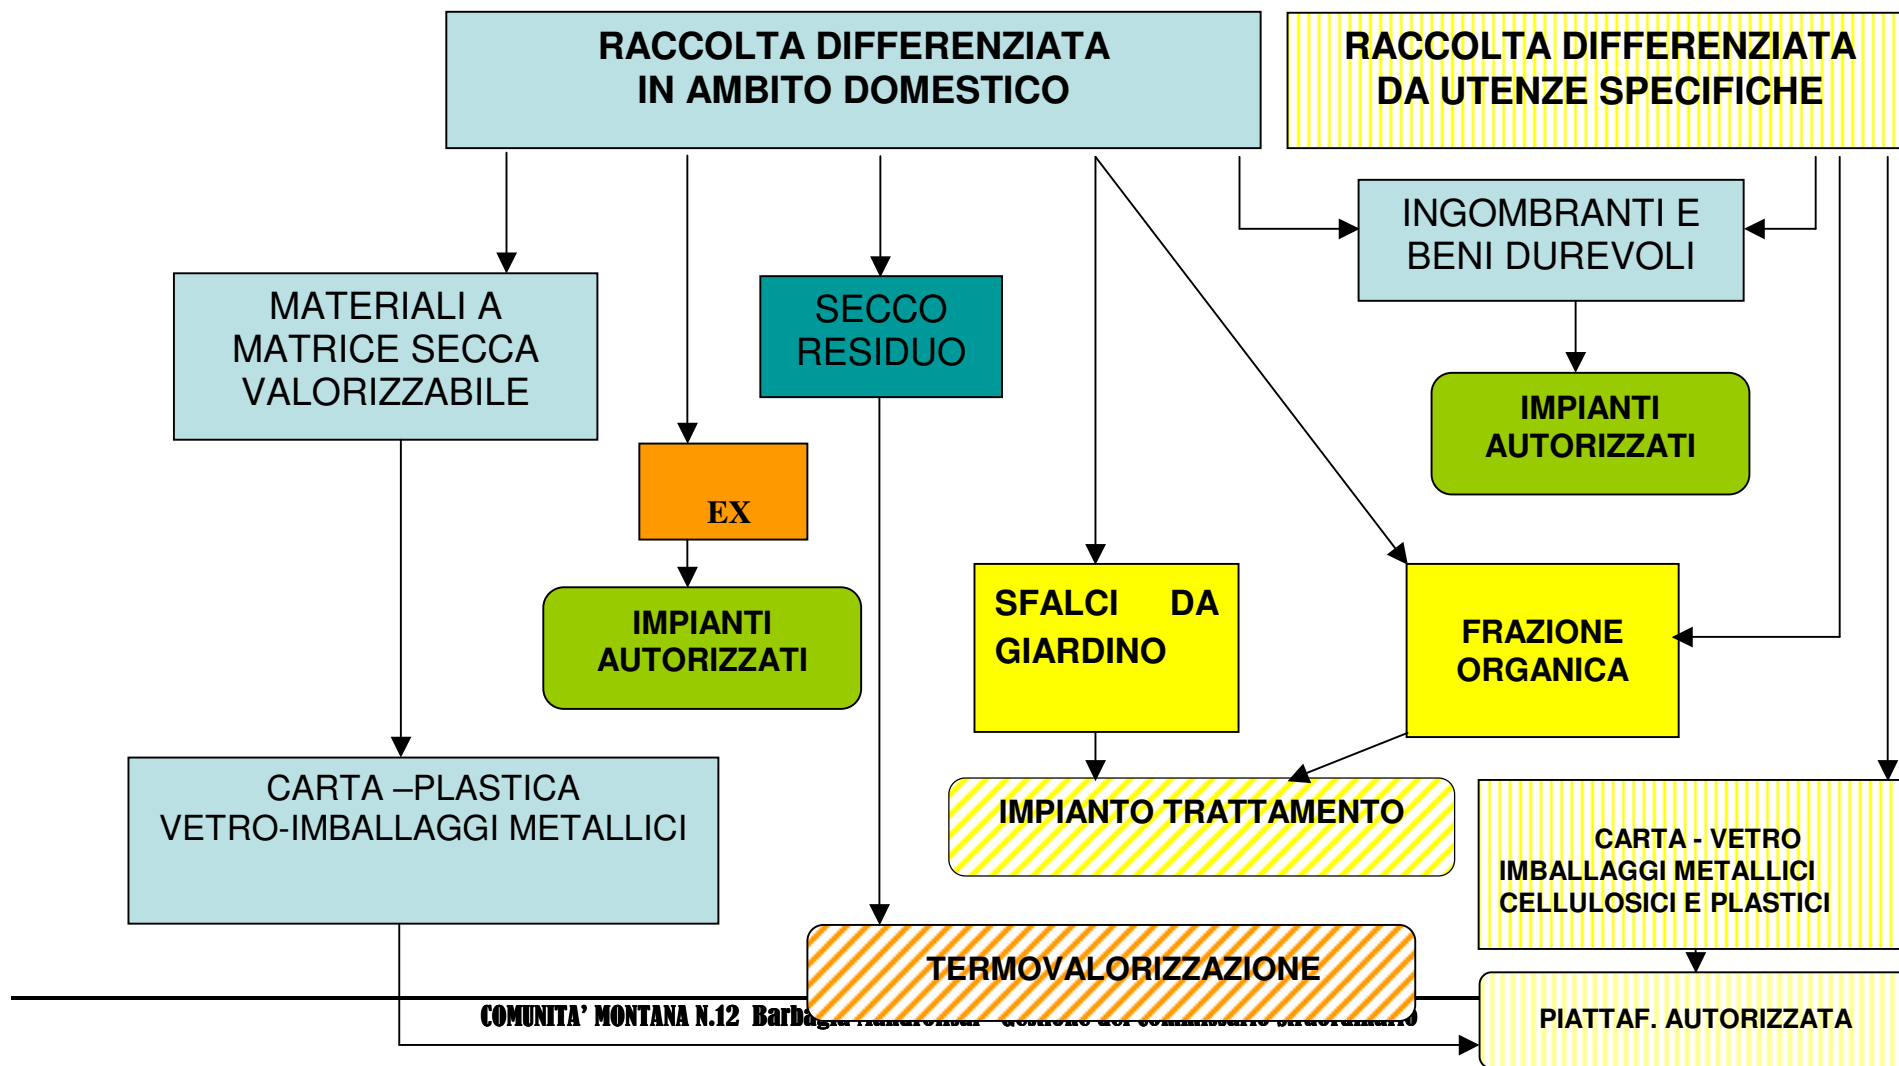 RACCOLTA DIFFERENZIATA
IN AMBITO DOMESTICO
RACCOLTA DIFFERENZIATA
DA UTENZE SPECIFICHE
INGOMBRANTI E
BENI DUREVOLI
MATERIALI A
MATRICE SECCA
VALORIZZABILE
SECCO
RESIDUO
IMPIANTI
AUTORIZZATI
EX
IMPIANTI
AUTORIZZATI
SFALCI DA
GIARDINO
FRAZIONE
ORGANICA
CARTA –PLASTICA
VETRO-IMBALLAGGI METALLICI
IMPIANTO TRATTAMENTO
CARTA - VETRO
IMBALLAGGI METALLICI
CELLULOSICI E PLASTICI
TERMOVALORIZZAZIONE
PIATTAF. AUTORIZZATA
COMUNITA' MONTANA N.12